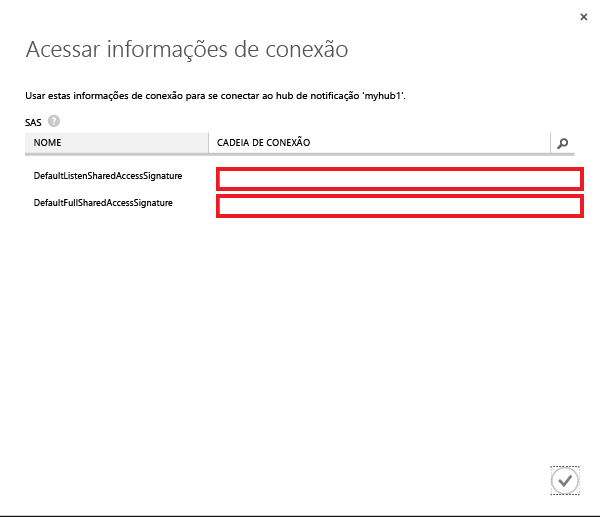 Acessar informações de conexão
Usar estas informações de conexão para se conectar ao hub de notificação 'myhub1'.
SAS ?
NOME CADEIA DE CONEXÃO
DefaultListenSharedAccessSignature
DefaultFullSharedAccessSignature